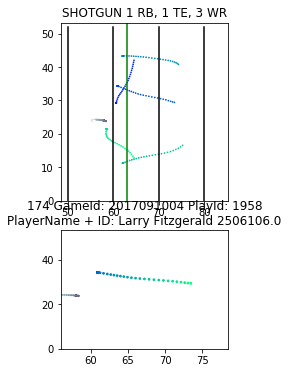 SHOTGUN 1 RB, 1 TE, 3 WR
50
40
30
20
10
0
50 60 70 80
174 GameId: 2017091004 PlayId: 1958
PlayerName + ID: Larry Fitzgerald 2506106.0
40
20
0
60 65 70 75